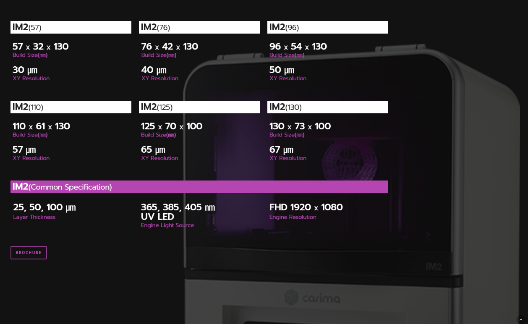 IM2(57)
57 x 32 x 130
Build Size(㎜)
30 ㎛
XY Resolution
IM2(76)
76 x 42 x 130
Build Size(㎜)
40 ㎛
XY Resolution
IM2(96)
96 x 54 x 130
Build Size(㎜)
50 ㎛
XY Resolution
IM2(110)
110 x 61 x 130
Build Size(㎜)
57 ㎛
XY Resolution
IM2(125)
125 x 70 x 100
Build Size(㎜)
65 ㎛
XY Resolution
IM2(130)
130 x 73 x 100
Build Size(㎜)
67 ㎛
XY Resolution
IM2(Common Specification)
25, 50, 100 ㎛
Layer Thickness
365, 385, 405 nm
UV LED
Engine Light Source
FHD 1920 x 1080
Engine Resolution
BROCHURE
IM2
carima